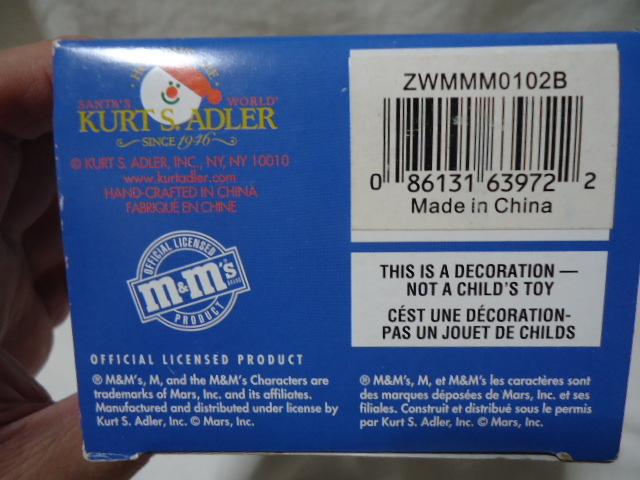 SANTA'S WORLD
KURT S. ADLER
SINCE 1946
© KURT S. ADLER, INC., NY, NY 10010
www.kurtadler.com
HAND-CRAFTED IN CHINA
FABRIQUÉ EN CHINE
OFFICIAL LICENSED
m&m's
PRODUCT
OFFICIAL LICENSED PRODUCT
® M&M's, M, and the M&M's Characters are
trademarks of Mars, Inc. and its affiliates.
Manufactured and distributed under license by
Kurt S. Adler, Inc. © Mars, Inc.
ZWMMM0102B
0 86131 63972 2
Made in China
THIS IS A DECORATION —
NOT A CHILD'S TOY
CÉST UNE DÉCORATION-
PAS UN JOUET DE CHILDS
® M&M's, M, et M&M's les caractères sont
des marques déposées de Mars, Inc. et ses
filiales. Construit et distribué sous le permis
par Kurt S. Adler, Inc. © Mars, Inc.